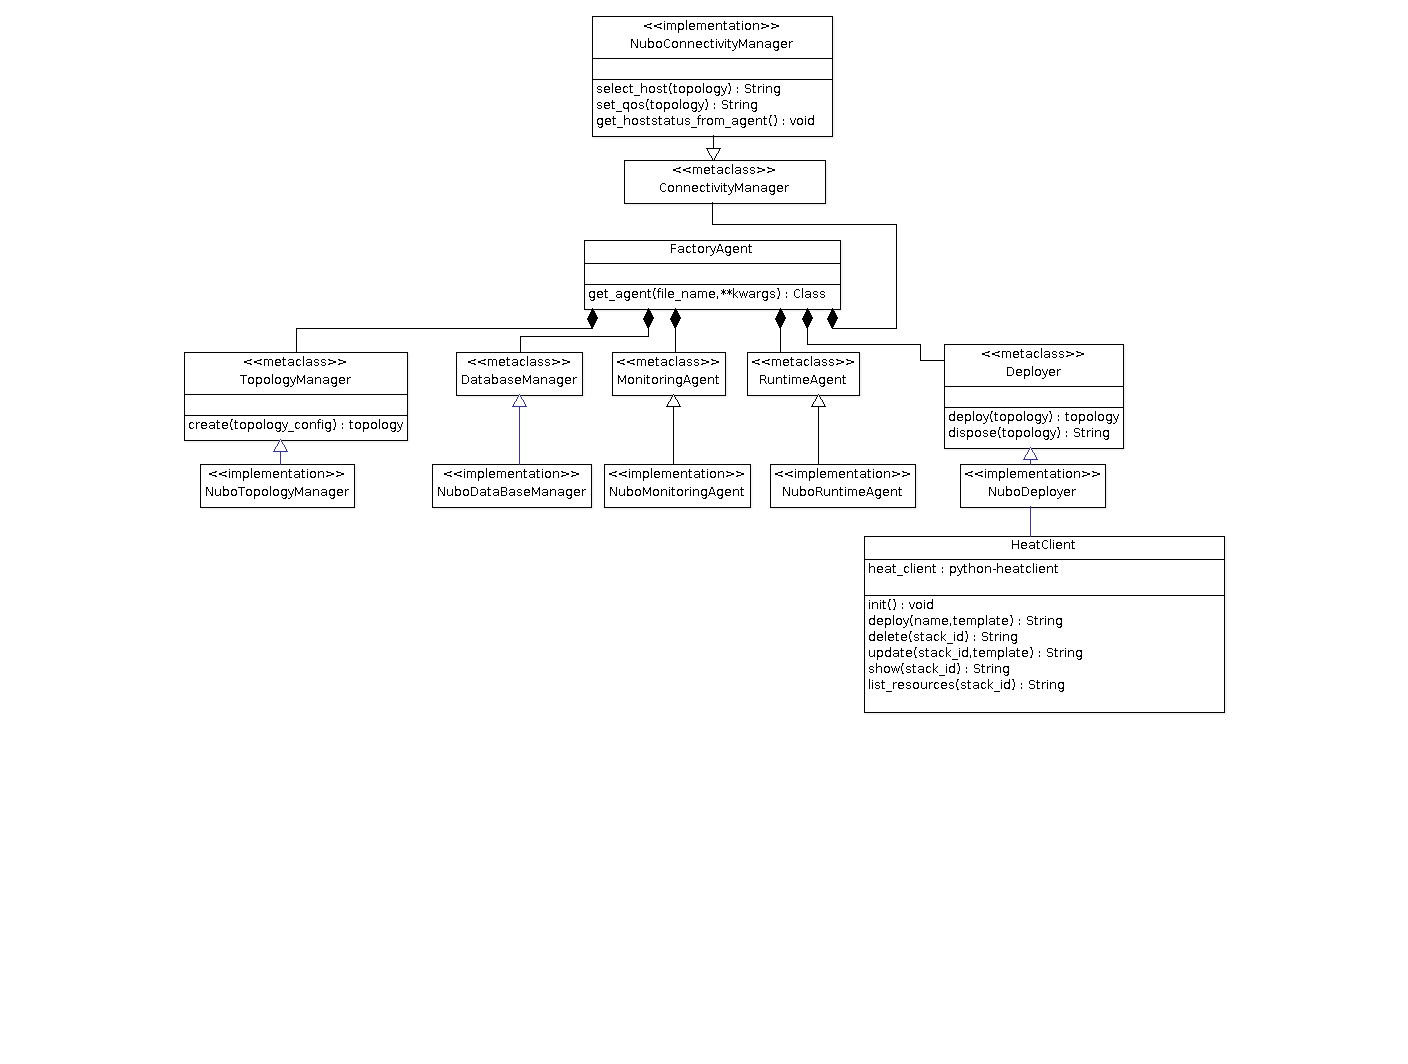 <<implementation>>
NuboConnectivityManager
select_host(topology) : String
set_qos(topology) : String
get_hoststatus_from_agent() : void
<<metaclass>>
ConnectivityManager
FactoryAgent
get_agent(file_name,**kwargs) : Class
<<metaclass>>
TopologyManager
create(topology_config) : topology
<<metaclass>>
DatabaseManager
<<metaclass>>
MonitoringAgent
<<metaclass>>
RuntimeAgent
<<metaclass>>
Deployer
deploy(topology) : topology
dispose(topology) : String
<<implementation>>
NuboTopologyManager
<<implementation>>
NuboDataBaseManager
<<implementation>>
NuboMonitoringAgent
<<implementation>>
NuboRuntimeAgent
<<implementation>>
NuboDeployer
HeatClient
heat_client : python-heatclient
init() : void
deploy(name,template) : String
delete(stack_id) : String
update(stack_id,template) : String
show(stack_id) : String
list_resources(stack_id) : String